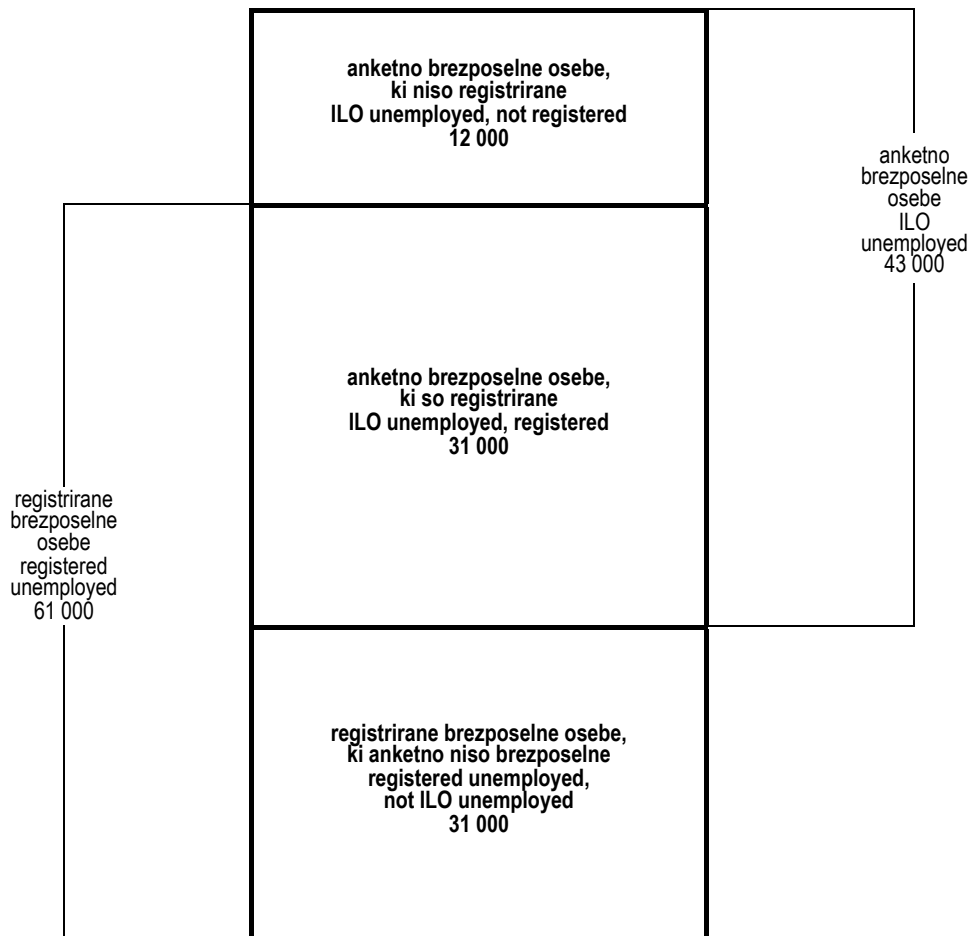 anketno brezposelne osebe,
ki niso registrirane
ILO unemployed, not registered
12 000
anketno
brezposelne
osebe
ILO
unemployed
43 000
anketno brezposelne osebe,
ki so registrirane
ILO unemployed, registered
31 000
registrirane
brezposelne
osebe
registered
unemployed
61 000
registrirane brezposelne osebe,
ki anketno niso brezposelne
registered unemployed,
not ILO unemployed
31 000